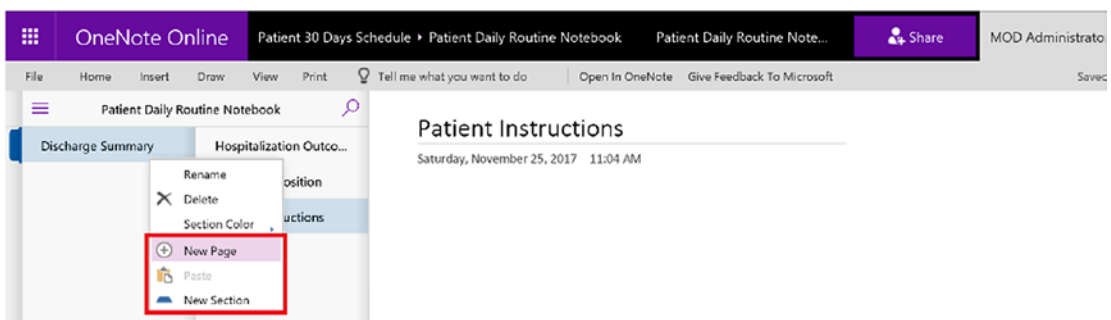 OneNote Online Patient 30 Days Schedule ▸ Patient Daily Routine Notebook Patient Daily Routine Note... Share MOD Administrato
File Home Insert Draw View Print Tell me what you want to do Open In OneNote Give Feedback To Microsoft Saved
Patient Daily Routine Notebook
Discharge Summary
Hospitalization Outco...
osition
uctions
Rename
Delete
Section Color
New Page
Paste
New Section
Patient Instructions
Saturday, November 25, 2017 11:04 AM